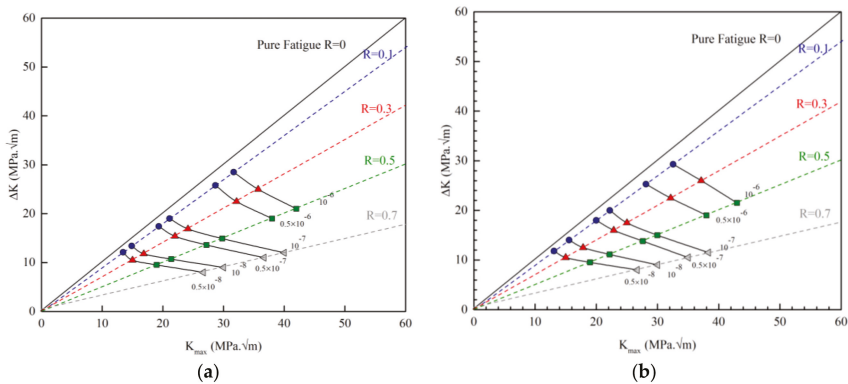 60
50
40
30
20
10
0
ΔK (MPa.√m)
Pure Fatigue R=0
R=0.1
R=0.3
R=0.5
R=0.7
10⁻⁶
0.5×10⁻⁶
10⁻⁷
0.5×10⁻⁷
10⁻⁸
0.5×10⁻⁸
0 10 20 30 40 50 60
Kmax (MPa.√m)
(a)
60
50
40
30
20
10
0
ΔK (MPa.√m)
Pure Fatigue R=0
R=0.1
R=0.3
R=0.5
R=0.7
10⁻⁶
0.5×10⁻⁶
10⁻⁷
0.5×10⁻⁷
10⁻⁸
0.5×10⁻⁸
10 20 30 40 50 60
Kmax (MPa.√m)
(b)